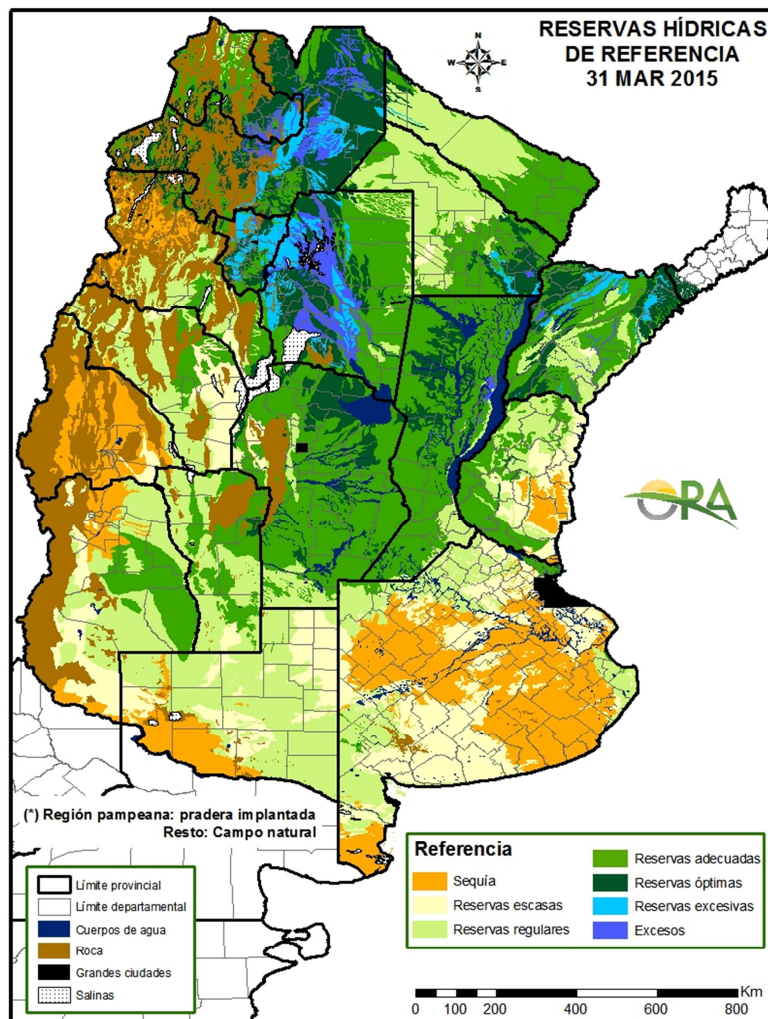 RESERVAS HÍDRICAS
DE REFERENCIA
31 MAR 2015
N
W
E
S
ORA
(*) Región pampeana: pradera implantada
Resto: Campo natural
Límite provincial
Límite departamental
Cuerpos de agua
Roca
Grandes ciudades
Salinas
Referencia
Sequía
Reservas escasas
Reservas regulares
Reservas adecuadas
Reservas óptimas
Reservas excesivas
Excesos
Km
0 100 200 400 600 800